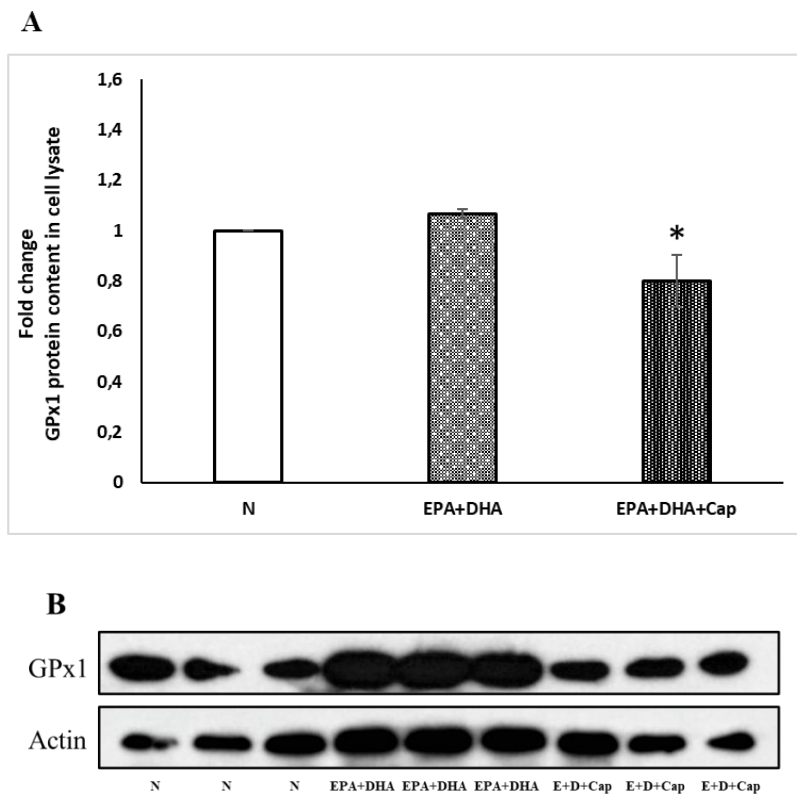 A
1,6
1,4
1,2
1
0,8
0,6
0,4
0,2
0
Fold change
GPx1 protein content in cell lysate
*
N EPA+DHA EPA+DHA+Cap
B
GPx1
Actin
N N N EPA+DHA EPA+DHA EPA+DHA E+D+Cap E+D+Cap E+D+Cap